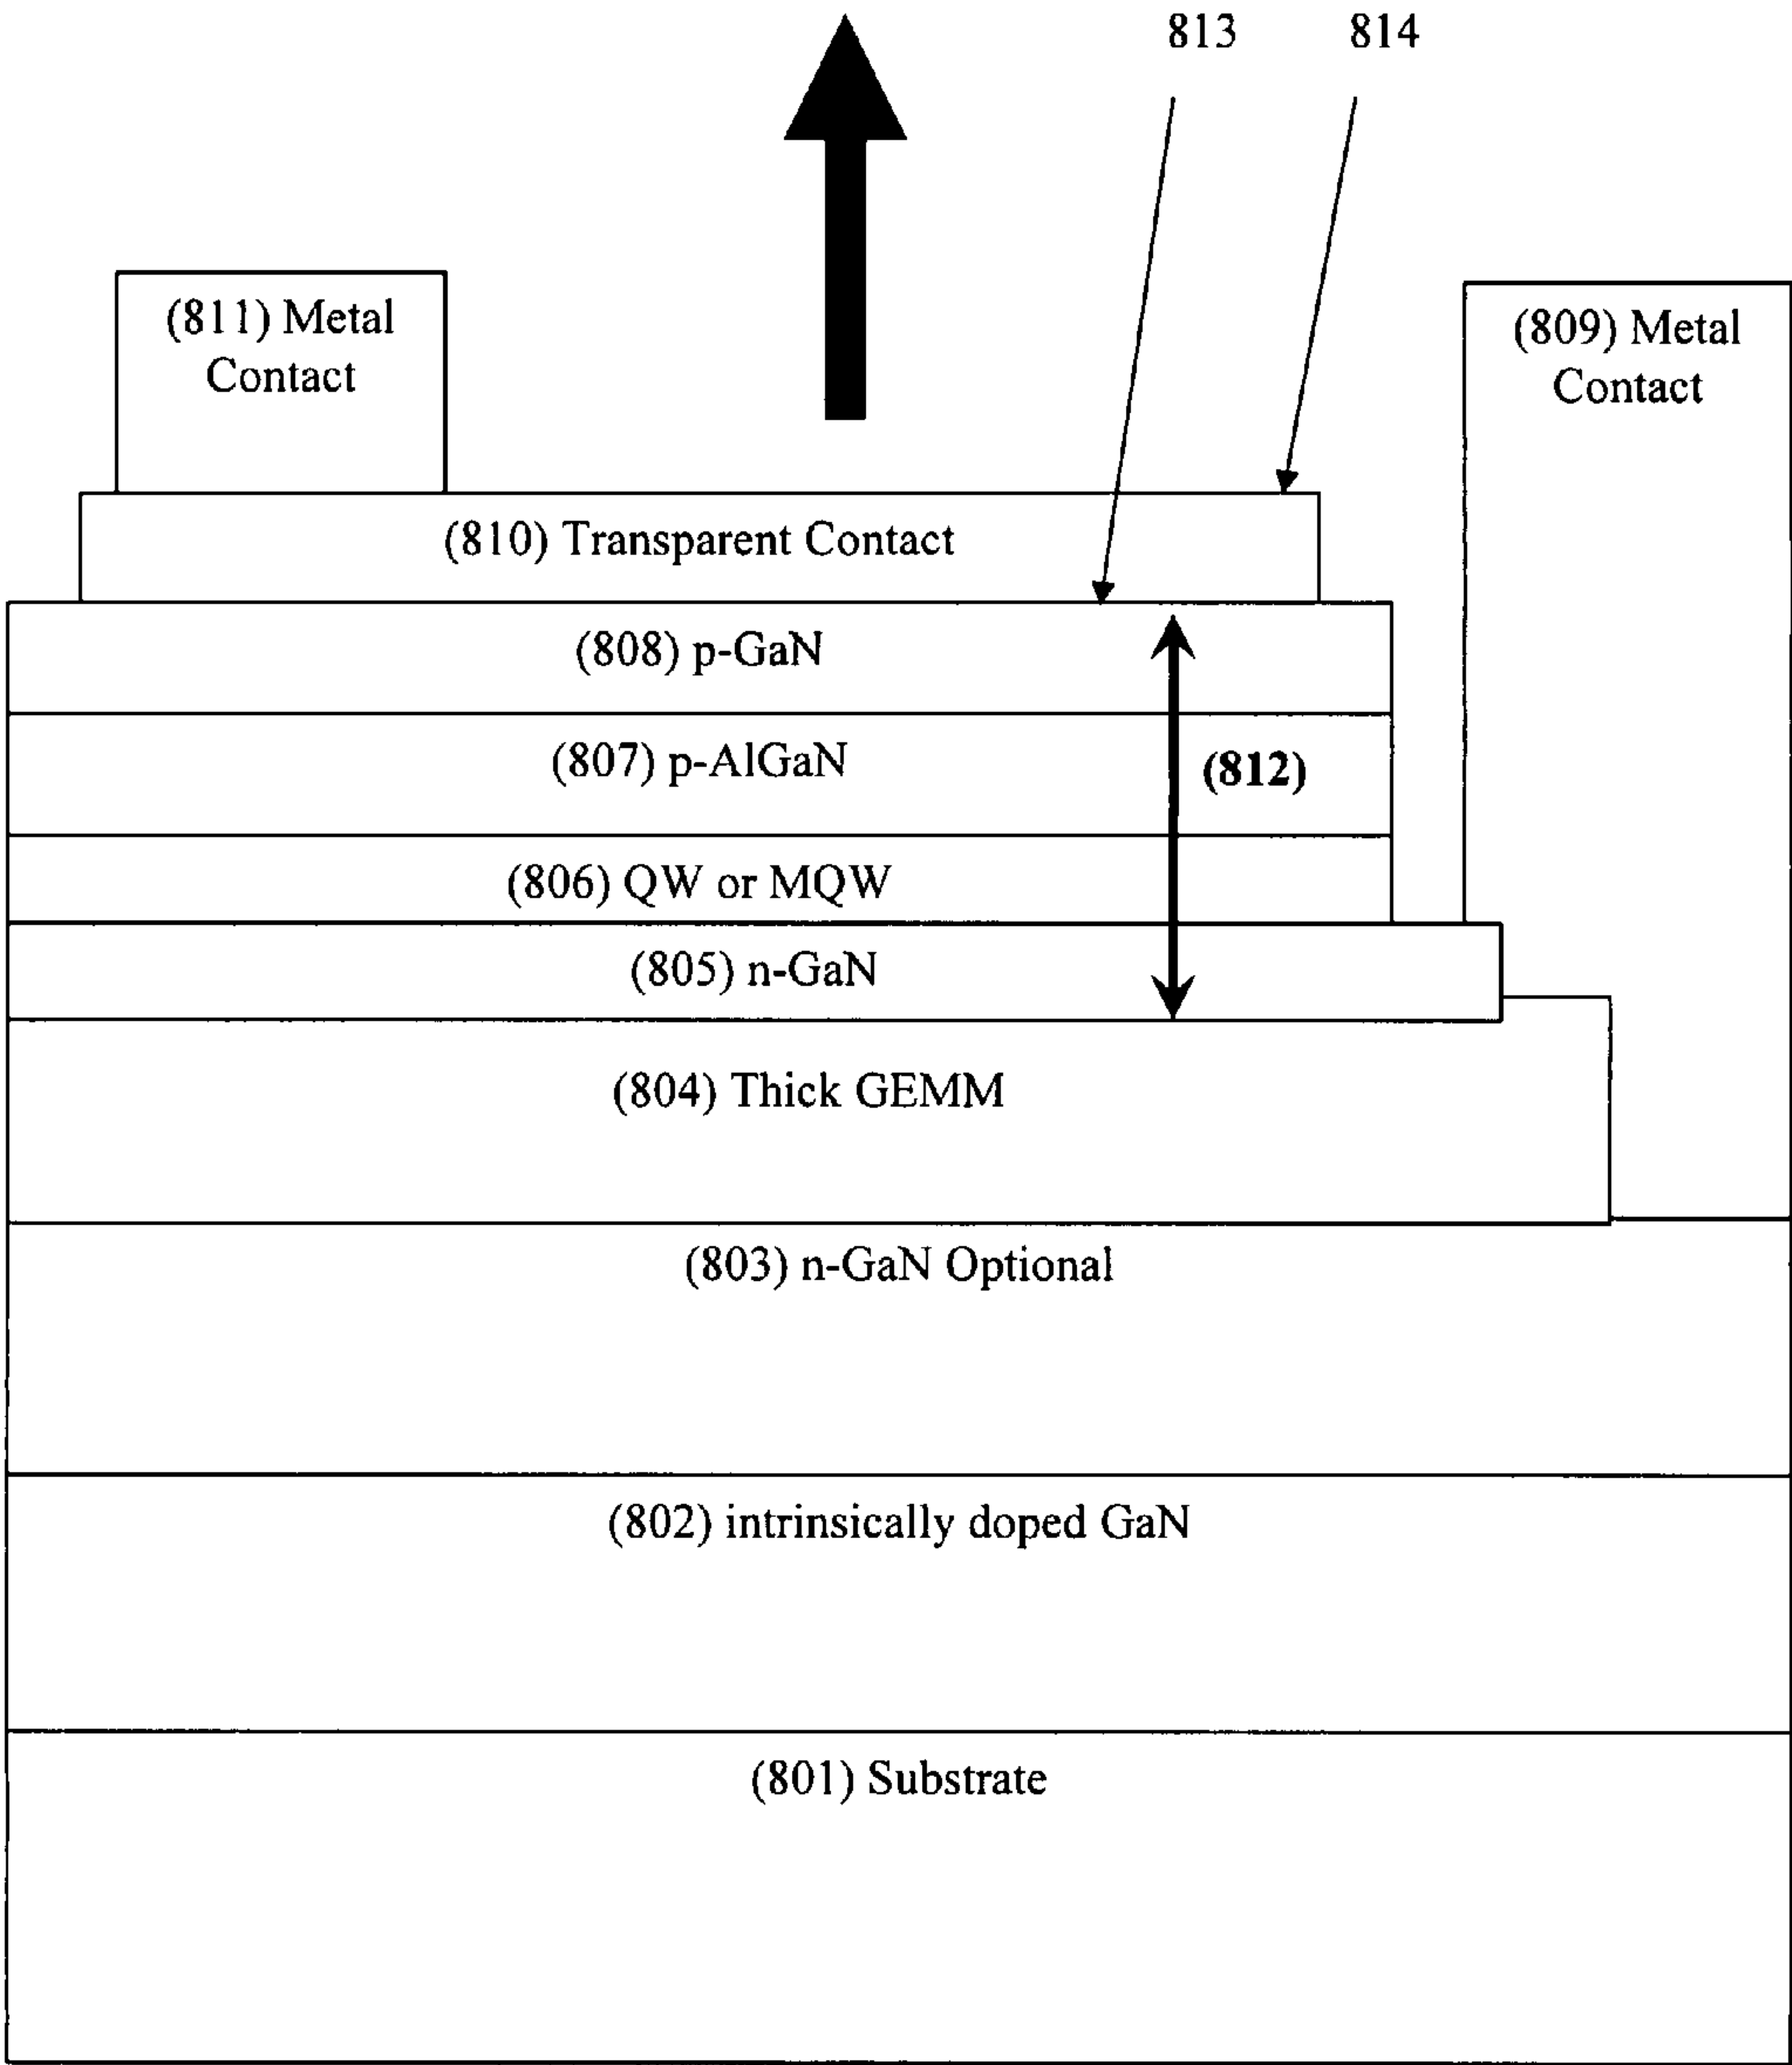 813 814
(811) Metal
Contact
(809) Metal
Contact
(810) Transparent Contact
(808) p-GaN
(807) p-AlGaN
(812)
(806) QW or MQW
(805) n-GaN
(804) Thick GEMM
(803) n-GaN Optional
(802) intrinsically doped GaN
(801) Substrate